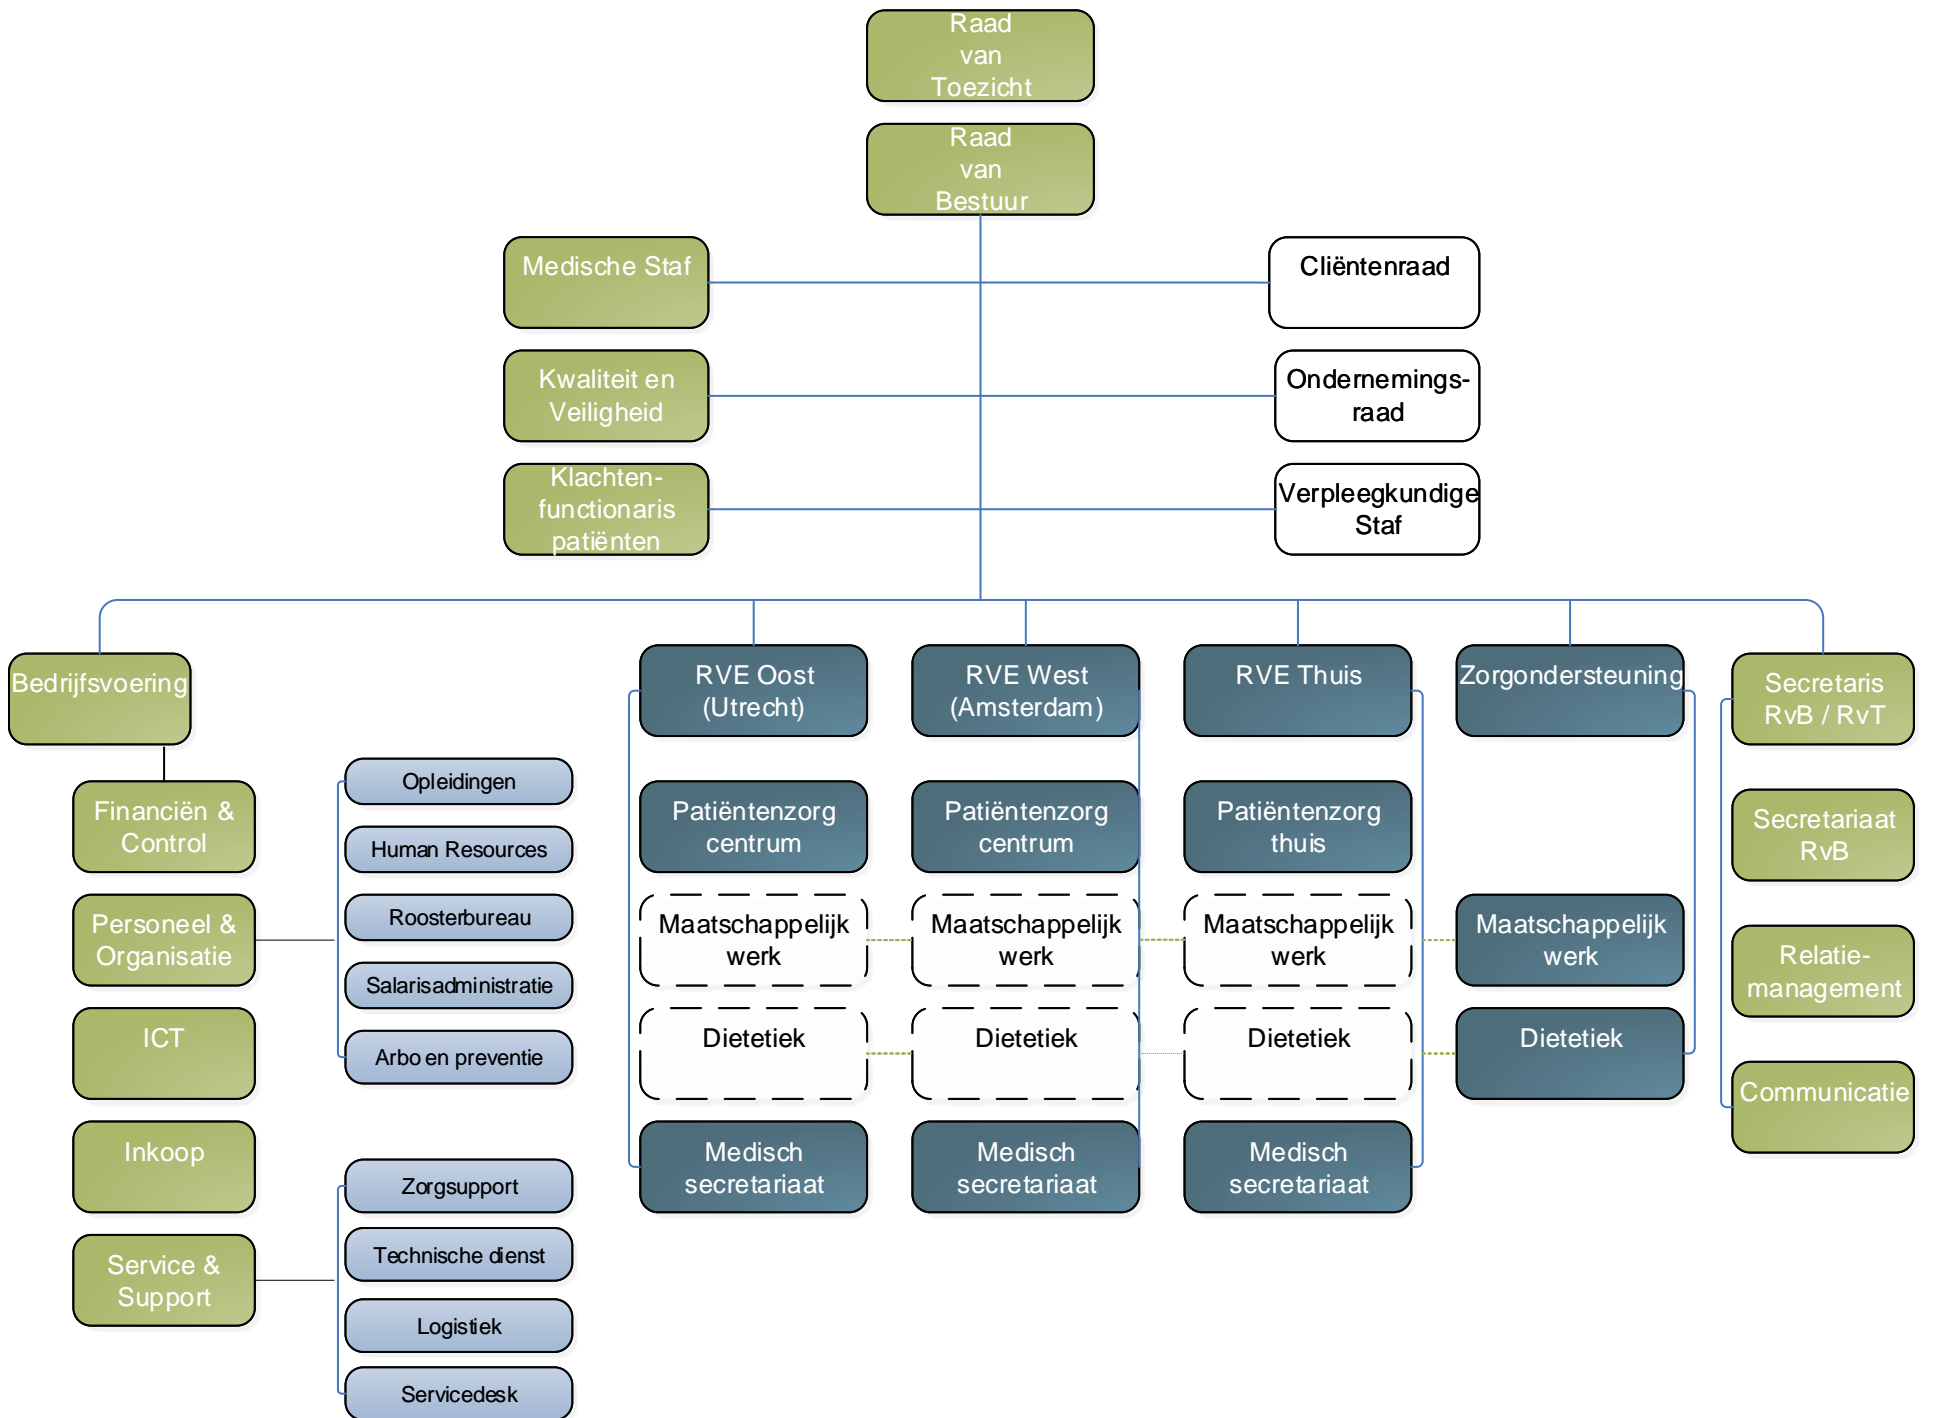 Raad
van
Toezicht
Raad
van
Bestuur
Medische Staf
Cliëntenraad
Kwaliteit en
Veiligheid
Ondernemings-
raad
Klachten-
functionaris
patiënten
Verpleegkundige
Staf
Bedrijfsvoering
RVE Oost
(Utrecht)
RVE West
(Amsterdam)
RVE Thuis
Zorgondersteuning
Secretaris
RvB / RvT
Financiën &
Control
Personeel &
Organisatie
ICT
Inkoop
Service &
Support
Opleidingen
Human Resources
Roosterbureau
Salarisadministratie
Arbo en preventie
Zorgsupport
Technische dienst
Logistiek
Servicedesk
Patiëntenzorg
centrum
Maatschappelijk
werk
Dietetiek
Medisch
secretariaat
Patiëntenzorg
centrum
Maatschappelijk
werk
Dietetiek
Medisch
secretariaat
Patiëntenzorg
thuis
Maatschappelijk
werk
Dietetiek
Medisch
secretariaat
Maatschappelijk
werk
Dietetiek
Secretariaat
RvB
Relatie-
management
Communicatie